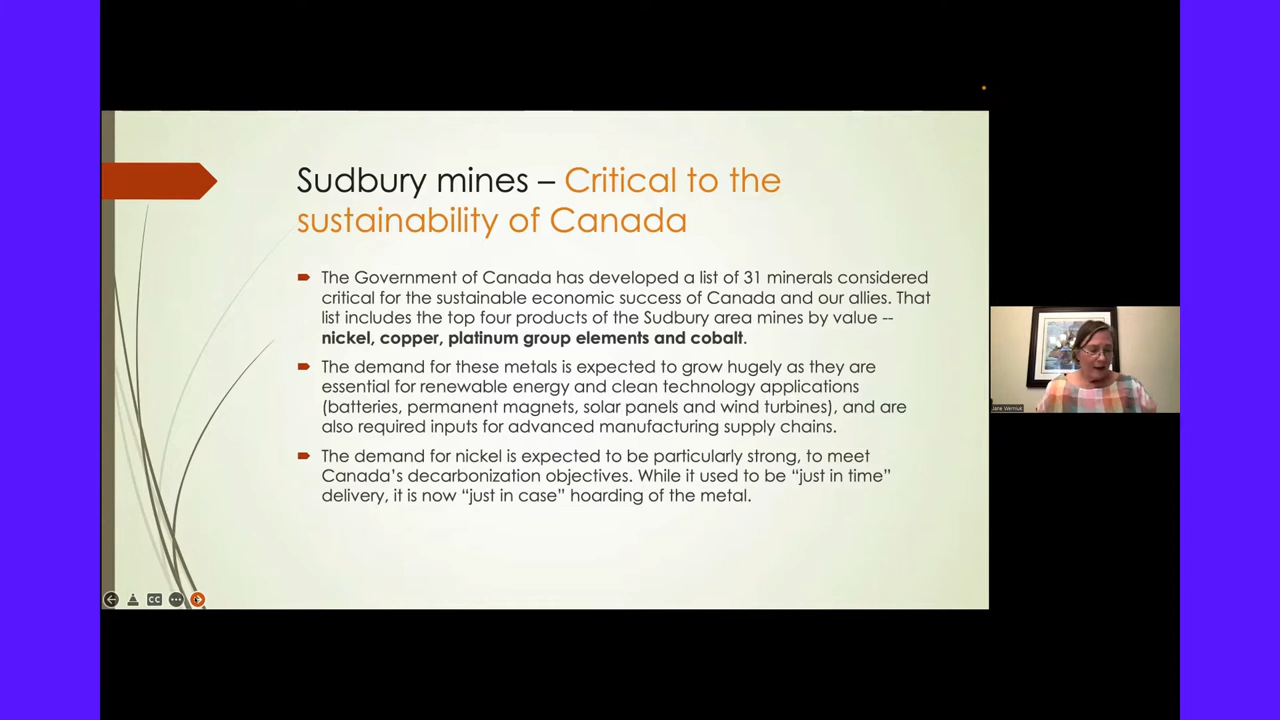 Sudbury mines – Critical to the
sustainability of Canada
The Government of Canada has developed a list of 31 minerals considered
critical for the sustainable economic success of Canada and our allies. That
list includes the top four products of the Sudbury area mines by value --
nickel, copper, platinum group elements and cobalt.
The demand for these metals is expected to grow hugely as they are
essential for renewable energy and clean technology applications
(batteries, permanent magnets, solar panels and wind turbines), and are
also required inputs for advanced manufacturing supply chains.
The demand for nickel is expected to be particularly strong, to meet
Canada’s decarbonization objectives. While it used to be “just in time”
delivery, it is now “just in case” hoarding of the metal.
CC
Jane Werniuk